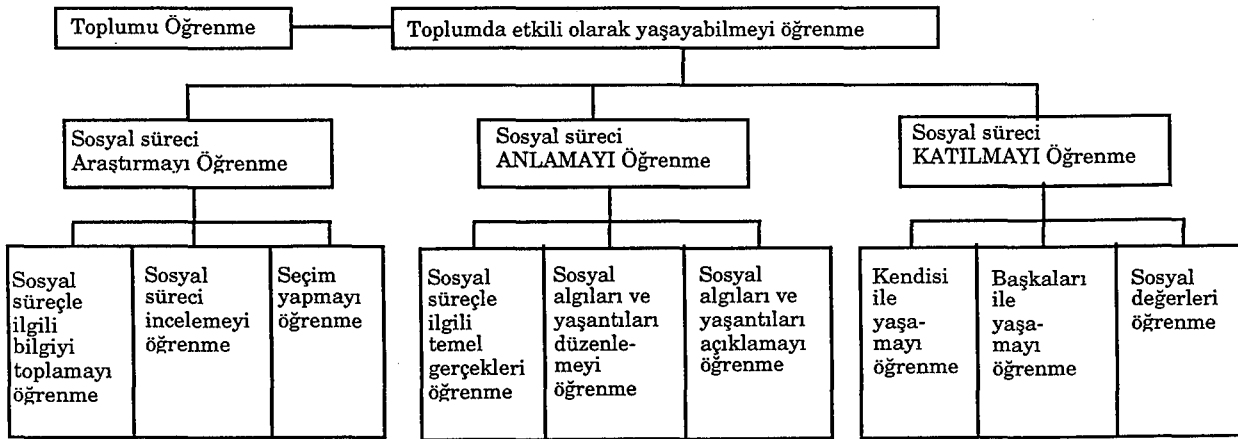 Toplumu Öğrenme
Toplumda etkili olarak yaşayabilmeyi öğrenme
Sosyal süreci
Araştırmayı Öğrenme
Sosyal süreci
ANLAMAYI Öğrenme
Sosyal süreci
KATILMAYI Öğrenme
Sosyal
süreçle
ilgili
bilgiyi
toplamayı
öğrenme
Sosyal
süreci
incelemeyi
öğrenme
Seçim
yapmayı
öğrenme
Sosyal
süreçle
ilgili
temel
gerçekleri
öğrenme
Sosyal
algıları ve
yaşantıları
düzenle-
meyi
öğrenme
Sosyal
algıları ve
yaşantıları
açıklamayı
öğrenme
Kendisi
ile
yaşa-
mayı
öğrenme
Başkaları
ile
yaşa-
mayı
öğrenme
Sosyal
değerleri
öğrenme